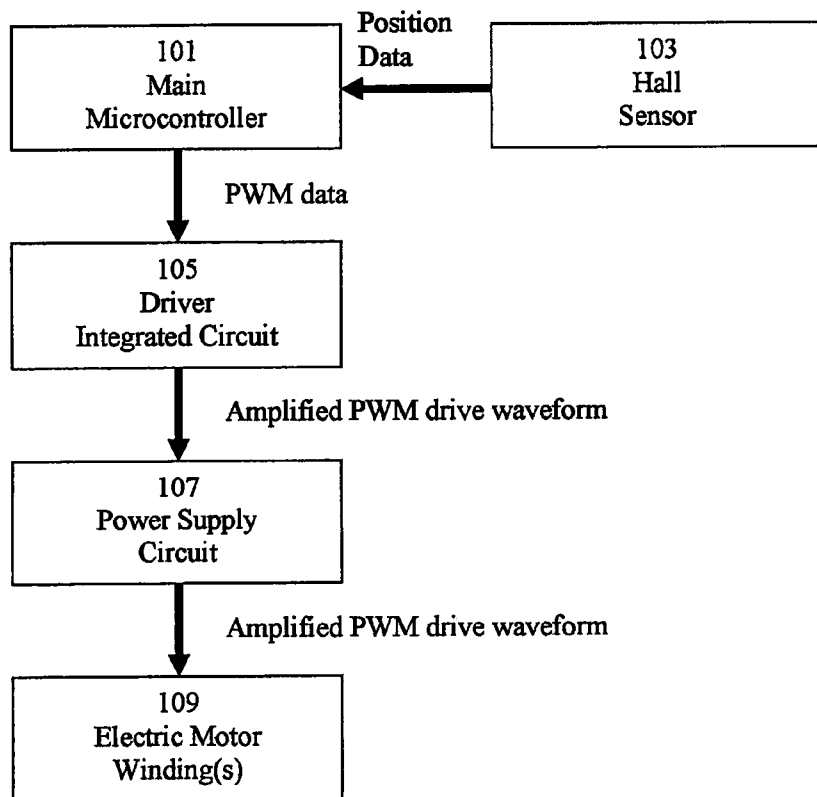 101
Main
Microcontroller
Position
Data
103
Hall
Sensor
PWM data
105
Driver
Integrated Circuit
Amplified PWM drive waveform
107
Power Supply
Circuit
Amplified PWM drive waveform
109
Electric Motor
Winding(s)